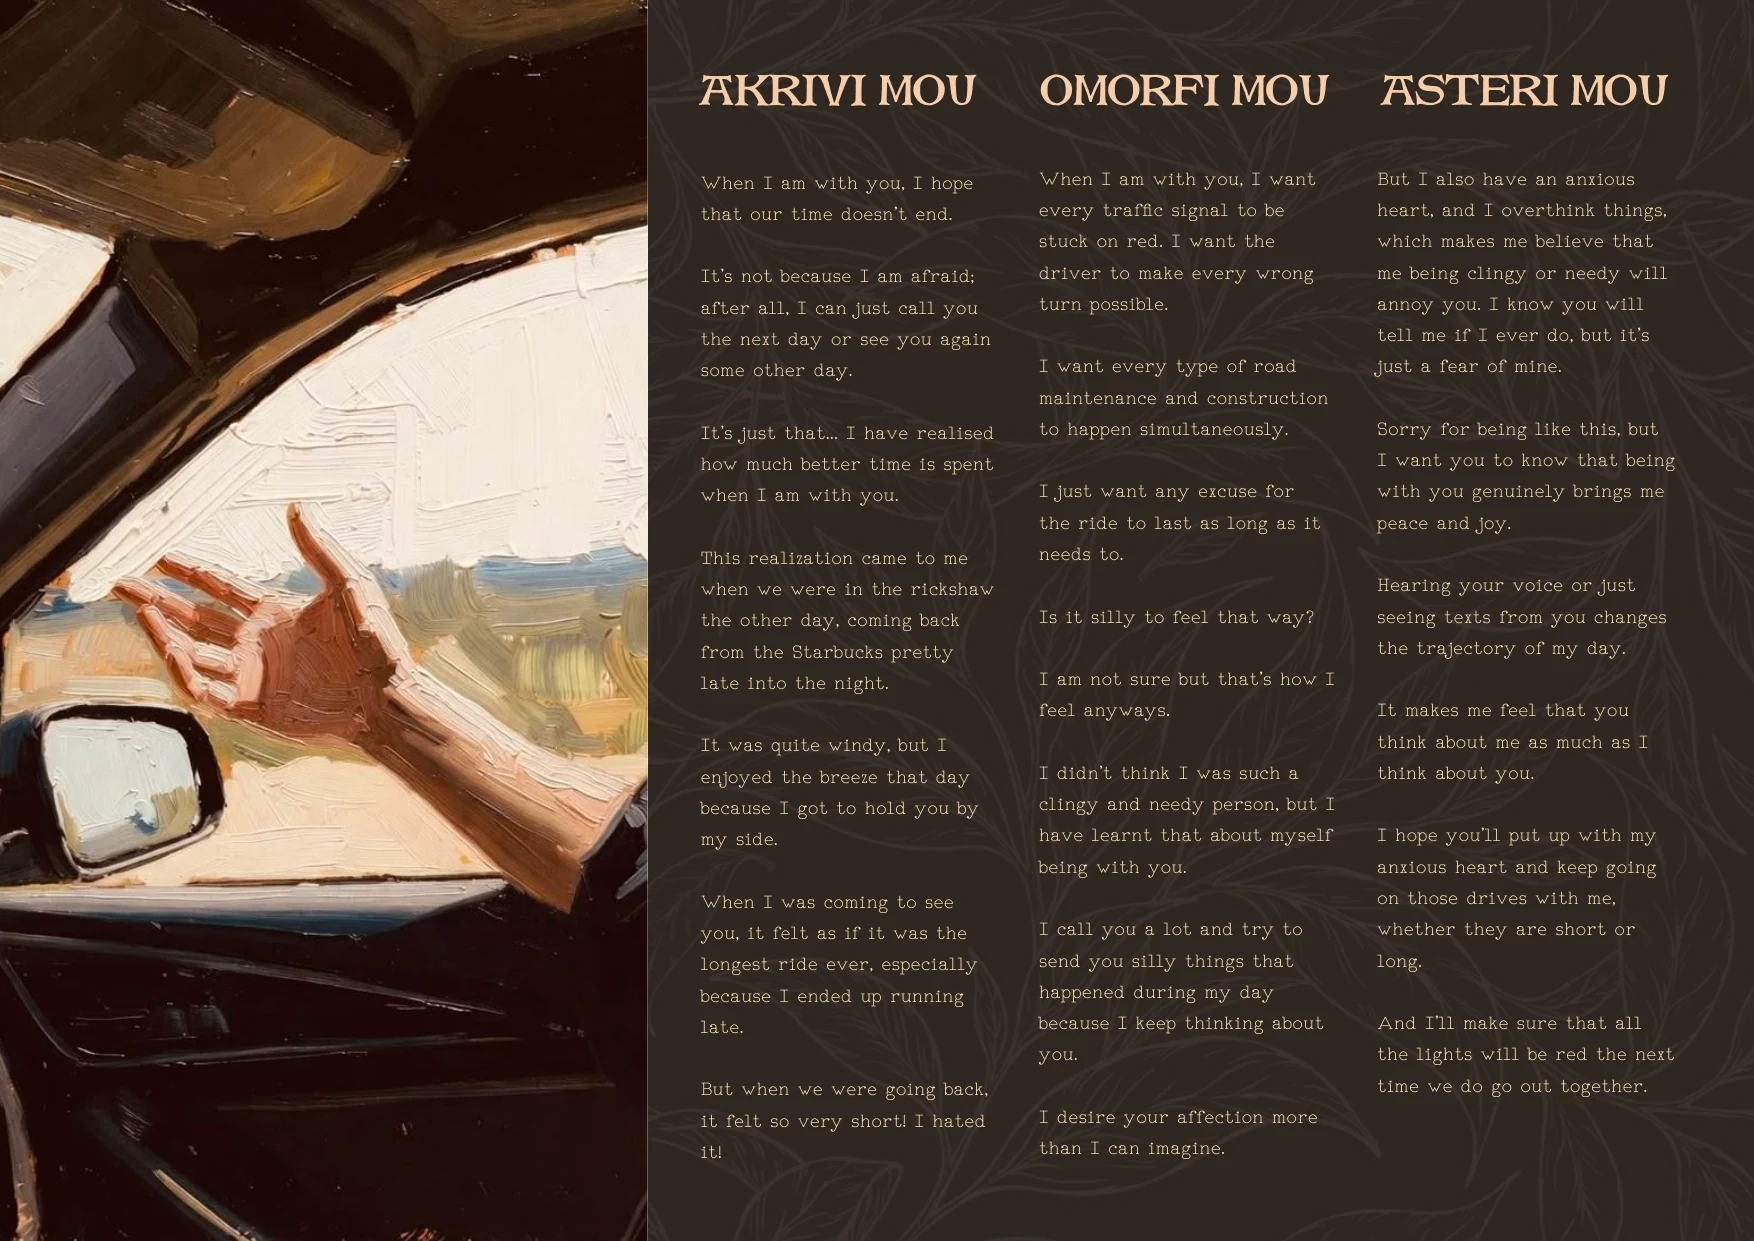 AKRIVI MOU
When I am with you, I hope
that our time doesn't end.
It's not because I am afraid;
after all, I can just call you
the next day or see you again
some other day.
It's just that... I have realised
how much better time is spent
when I am with you.
This realization came to me
when we were in the rickshaw
the other day, coming back
from the Starbucks pretty
late into the night.
It was quite windy, but I
enjoyed the breeze that day
because I got to hold you by
my side.
When I was coming to see
you, it felt as if it was the
longest ride ever, especially
because I ended up running
late.
But when we were going back,
it felt so very short! I hated
it!
OMORFI MOU
When I am with you, I want
every traffic signal to be
stuck on red. I want the
driver to make every wrong
turn possible.
I want every type of road
maintenance and construction
to happen simultaneously.
I just want any excuse for
the ride to last as long as it
needs to.
Is it silly to feel that way?
I am not sure but that's how I
feel anyways.
I didn't think I was such a
clingy and needy person, but I
have learnt that about myself
being with you.
I call you a lot and try to
send you silly things that
happened during my day
because I keep thinking about
you.
I desire your affection more
than I can imagine.
ASTERI MOU
But I also have an anxious
heart, and I overthink things,
which makes me believe that
me being clingy or needy will
annoy you. I know you will
tell me if I ever do, but it's
just a fear of mine.
Sorry for being like this, but
I want you to know that being
with you genuinely brings me
peace and joy.
Hearing your voice or just
seeing texts from you changes
the trajectory of my day.
It makes me feel that you
think about me as much as I
think about you.
I hope you'll put up with my
anxious heart and keep going
on those drives with me,
whether they are short or
long.
And I'll make sure that all
the lights will be red the next
time we do go out together.